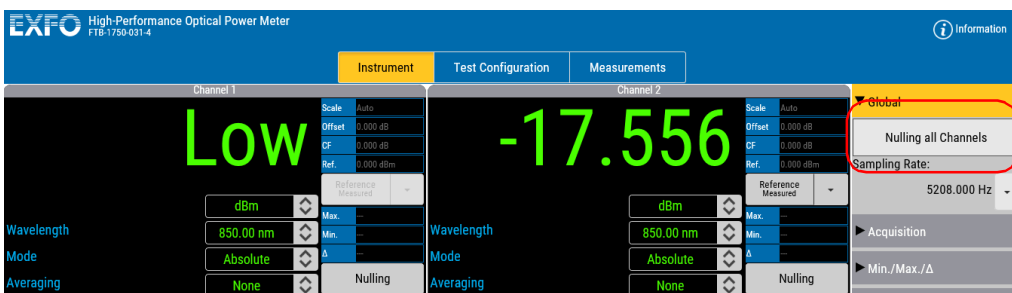 EXFO High-Performance Optical Power Meter
FTB-1750-031-4
Information
Instrument Test Configuration Measurements
Channel 1
Low
Scale Auto
Offset 0.000 dB
CF 0.000 dB
Ref. 0.000 dBm
Reference
Measured
dBm
Max. --
Wavelength 850.00 nm
Min. --
Mode Absolute
Δ --
Averaging None
Nulling
Channel 2
-17.556
Scale Auto
Offset 0.000 dB
CF 0.000 dB
Ref. 0.000 dBm
Reference
Measured
dBm
Max. --
Wavelength 850.00 nm
Min. --
Mode Absolute
Δ --
Averaging None
Nulling
Global
Nulling all Channels
Sampling Rate:
5208.000 Hz
Acquisition
Min./Max./Δ